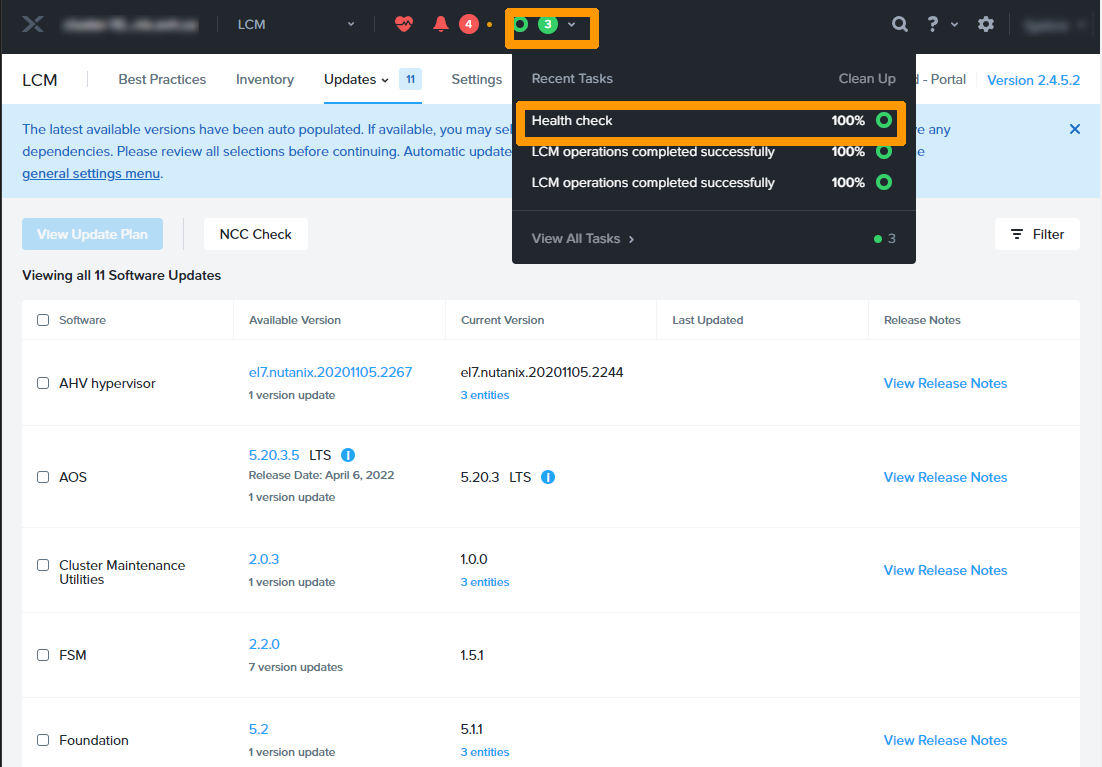 LCM
4
3
Recent Tasks
Clean Up
Health check 100%
LCM operations completed successfully 100%
LCM operations completed successfully 100%
View All Tasks
3
LCM
Best Practices
Inventory
Updates
11
Settings
- Portal
Version 2.4.5.2
The latest available versions have been auto populated. If available, you may sel
any
dependencies. Please review all selections before continuing. Automatic update
general settings menu.
View Update Plan
NCC Check
Filter
Viewing all 11 Software Updates
Software Available Version Current Version Last Updated Release Notes
AHV hypervisor
el7.nutanix.20201105.2267
1 version update
el7.nutanix.20201105.2244
3 entities
View Release Notes
AOS
5.20.3.5 LTS
Release Date: April 6, 2022
1 version update
5.20.3 LTS
View Release Notes
Cluster Maintenance
Utilities
2.0.3
1 version update
1.0.0
3 entities
View Release Notes
FSM
2.2.0
7 version updates
1.5.1
Foundation
5.2
1 version update
5.1.1
3 entities
View Release Notes